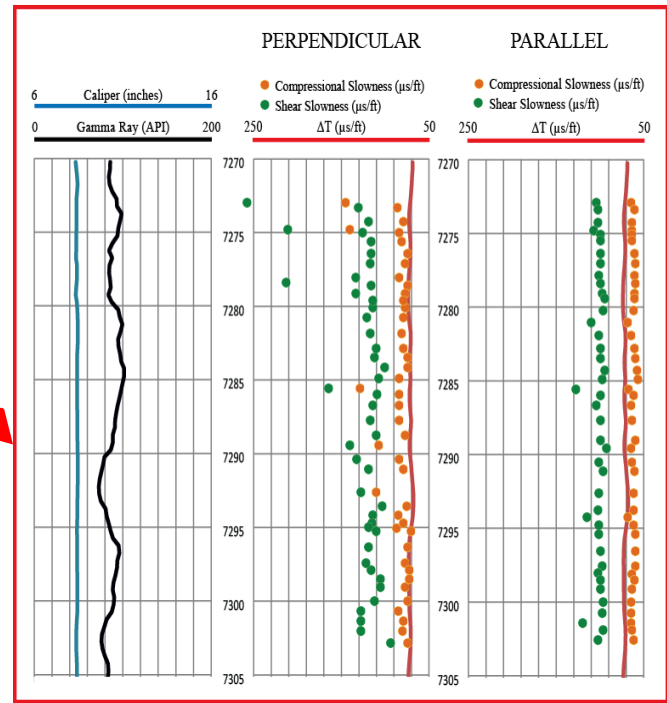 PERPENDICULAR
PARALLEL
6 Caliper (inches) 16
0 Gamma Ray (API) 200
Compressional Slowness (µs/ft)
Shear Slowness (µs/ft)
250 ΔT (µs/ft) 50
Compressional Slowness (µs/ft)
Shear Slowness (µs/ft)
250 ΔT (µs/ft) 50
7270
7275
7280
7285
7290
7295
7300
7305
7270
7275
7280
7285
7290
7295
7300
7305